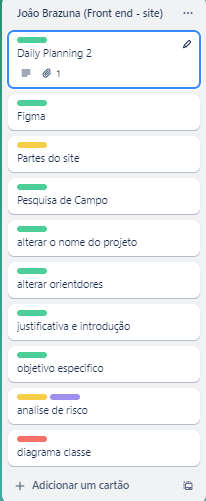 João Brazuna (Front end - site)
Daily Planning 2
1
Figma
Partes do site
Pesquisa de Campo
alterar o nome do projeto
alterar orientdores
justificativa e introdução
objetivo especifico
analise de risco
diagrama classe
Adicionar um cartão